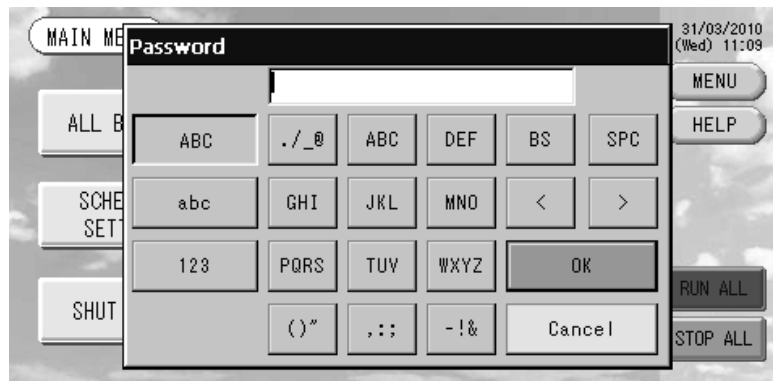 MAIN ME
31/03/2010
(Wed) 11:09
Password
MENU
ALL B
HELP
ABC ./_@ ABC DEF BS SPC
SCHE
SETT
abc GHI JKL MNO < >
123 PQRS TUV WXYZ OK
RUN ALL
SHUT
()" ,:; -!& Cancel
STOP ALL